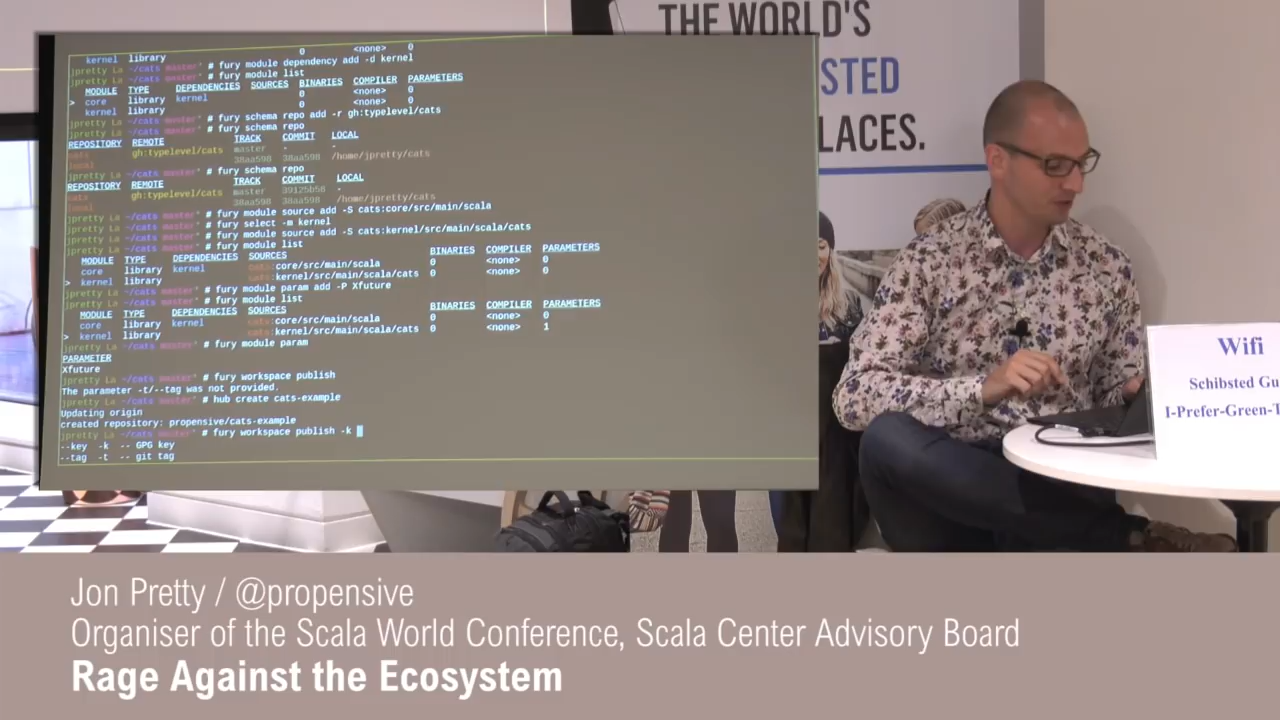 0 <none> 0
kernel library
jpretty La ~/cats master* # fury module dependency add -d kernel
jpretty La ~/cats master* # fury module list
MODULE TYPE DEPENDENCIES SOURCES BINARIES COMPILER PARAMETERS
> core library kernel 0 <none> 0
kernel library 0 <none> 0
jpretty La ~/cats master* # fury schema repo add -r gh:typelevel/cats
jpretty La ~/cats master* # fury schema repo
REPOSITORY REMOTE TRACK COMMIT LOCAL
cats gh:typelevel/cats master - -
local 38aa598 38aa598 /home/jpretty/cats
jpretty La ~/cats master* # fury schema repo
REPOSITORY REMOTE TRACK COMMIT LOCAL
cats gh:typelevel/cats master 39125b56 -
local 38aa598 38aa598 /home/jpretty/cats
jpretty La ~/cats master* # fury module source add -S cats:core/src/main/scala
jpretty La ~/cats master* # fury select -m kernel
jpretty La ~/cats master* # fury module source add -S cats:kernel/src/main/scala/cats
jpretty La ~/cats master* # fury module list
MODULE TYPE DEPENDENCIES SOURCES BINARIES COMPILER PARAMETERS
core library kernel cats:core/src/main/scala 0 <none> 0
> kernel library cats:kernel/src/main/scala/cats 0 <none> 0
jpretty La ~/cats master* # fury module param add -P Xfuture
jpretty La ~/cats master* # fury module list
MODULE TYPE DEPENDENCIES SOURCES BINARIES COMPILER PARAMETERS
core library kernel cats:core/src/main/scala 0 <none> 0
> kernel library cats:kernel/src/main/scala/cats 0 <none> 1
jpretty La ~/cats master* # fury module param
PARAMETER
Xfuture
jpretty La ~/cats master* # fury workspace publish
The parameter -t/--tag was not provided.
jpretty La ~/cats master* # hub create cats-example
Updating origin
created repository: propensive/cats-example
jpretty La ~/cats master* # fury workspace publish -k
--key -k -- GPG key
--tag -t -- git tag
THE WORLD'S
STED
LACES.
Wifi
Schibsted Gu
I-Prefer-Green-T
Jon Pretty / @propensive
Organiser of the Scala World Conference, Scala Center Advisory Board
Rage Against the Ecosystem